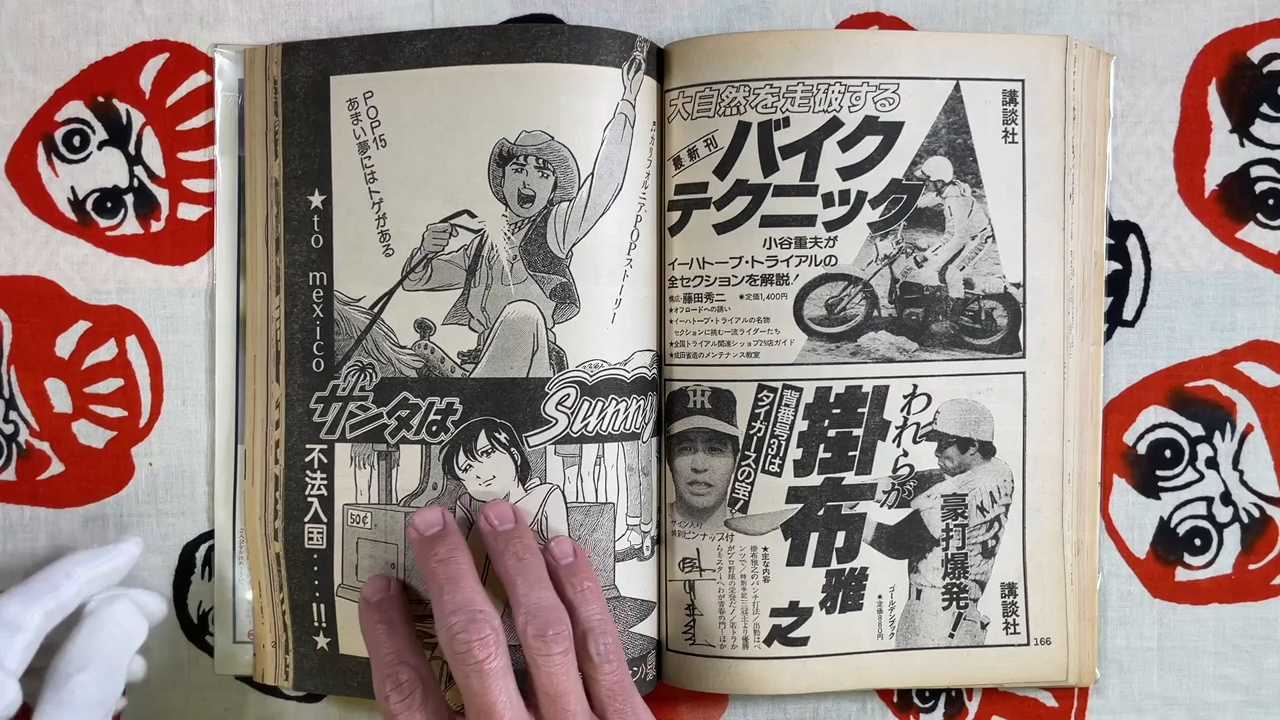 講談社
大自然を走破する
最新刊
バイク
テクニック
小谷重夫が
イーハトーブ・トライアルの
全セクションを解説!
構成・藤田秀二 ●定価1,400円
★オフロードへの誘い
★イーハトーブ・トライアルの名物
セクションに挑む一流ライダーたち
★全国トライアル関連ショップ29店ガイド
★成田省造のメンテナンス教室
われらが
掛布雅之
豪打爆発!
背番号31は
タイガースの宝!
サイン入り
特別ピンナップ付
★主な内容
ゴールデンブック
●定価880円
講談社
166
カリフォルニアPOPストーリー
POP15
あまい夢にはトゲがある
★to mexico
不法入国‥‥!!★
サンタは
Sunny
50¢